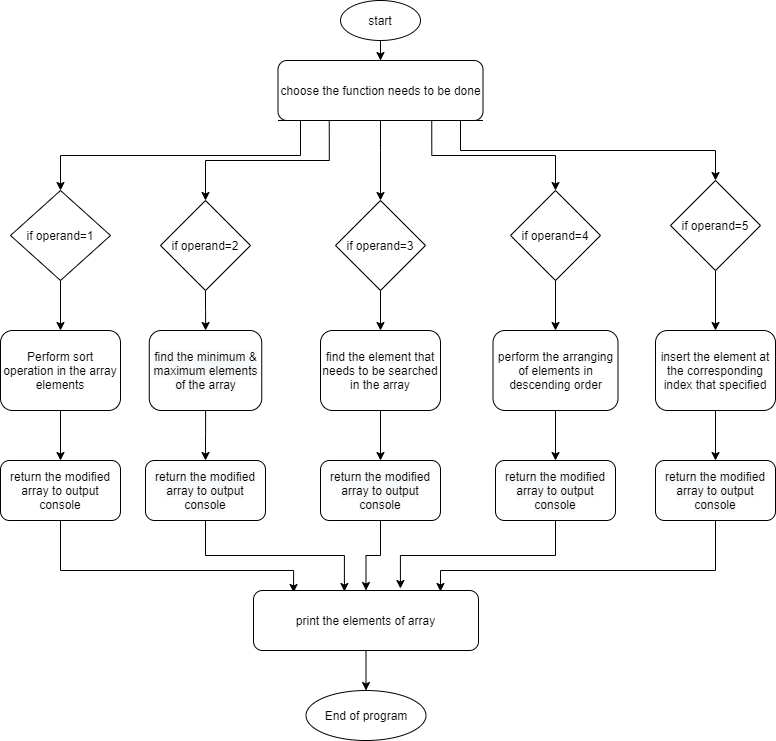 start
choose the function needs to be done
if operand=1
if operand=2
if operand=3
if operand=4
if operand=5
Perform sort
operation in the array
elements
find the minimum &
maximum elements
of the array
find the element that
needs to be searched
in the array
perform the arranging
of elements in
descending order
insert the element at
the corresponding
index that specified
return the modified
array to output
console
return the modified
array to output
console
return the modified
array to output
console
return the modified
array to output
console
return the modified
array to output
console
print the elements of array
End of program